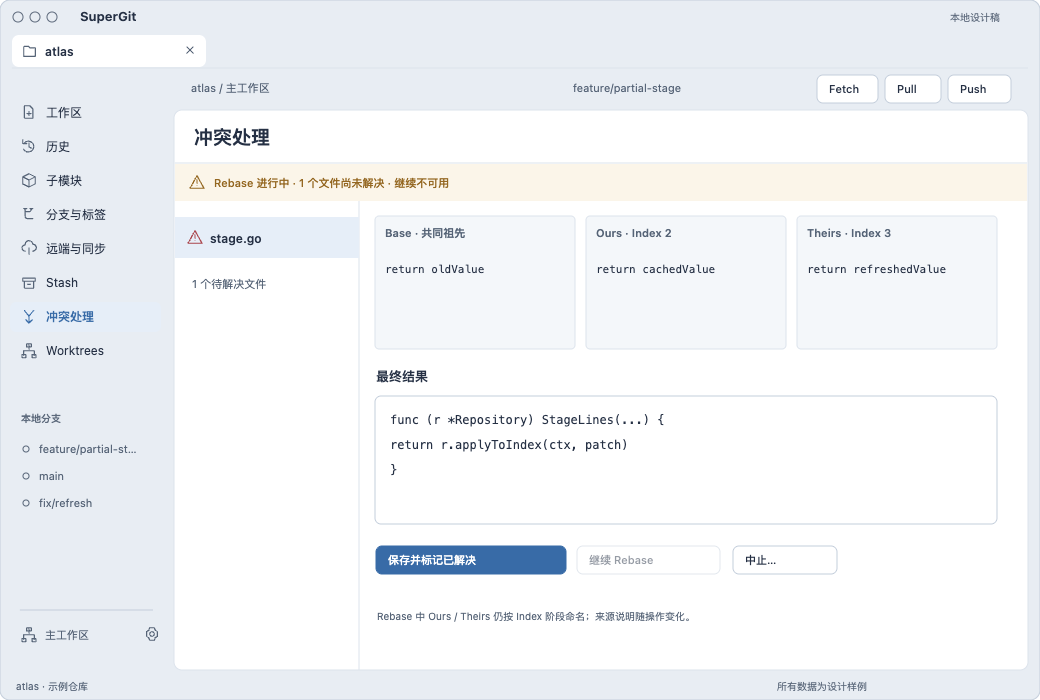 SuperGit
本地设计稿
atlas
atlas / 主工作区
feature/partial-stage
Fetch
Pull
Push
工作区
历史
子模块
分支与标签
远端与同步
Stash
冲突处理
Worktrees
本地分支
feature/partial-st...
main
fix/refresh
主工作区
冲突处理
Rebase 进行中 · 1 个文件尚未解决 · 继续不可用
stage.go
1 个待解决文件
Base · 共同祖先
return oldValue
Ours · Index 2
return cachedValue
Theirs · Index 3
return refreshedValue
最终结果
func (r *Repository) StageLines(...) {
return r.applyToIndex(ctx, patch)
}
保存并标记已解决
继续 Rebase
中止...
Rebase 中 Ours / Theirs 仍按 Index 阶段命名；来源说明随操作变化。
atlas · 示例仓库
所有数据为设计样例